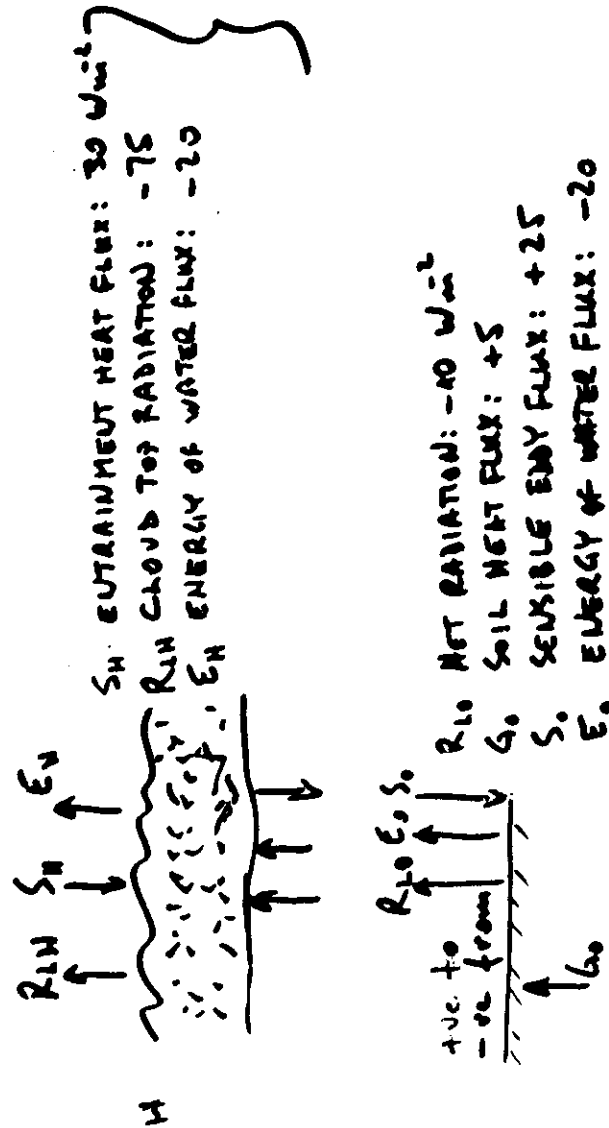 R_LH S_H E_H
H
S_H ENTRAINMENT HEAT FLUX: 30 Wm⁻²
R_LH CLOUD TOP RADIATION: -75
E_H ENERGY OF WATER FLUX: -20
R_L0 E_0 S_0
+ve to
-ve from
G_0
R_L0 NET RADIATION: -10 Wm⁻²
G_0 SOIL HEAT FLUX: +5
S_0 SENSIBLE EDDY FLUX: +25
E_0 ENERGY OF WATER FLUX: -20